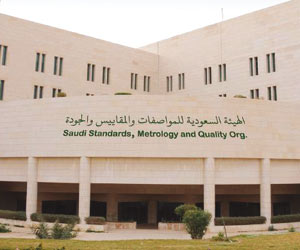 الهيئة السعودية للمواصفات والمقاييس والجودة
Saudi Standards, Metrology and Quality Org.